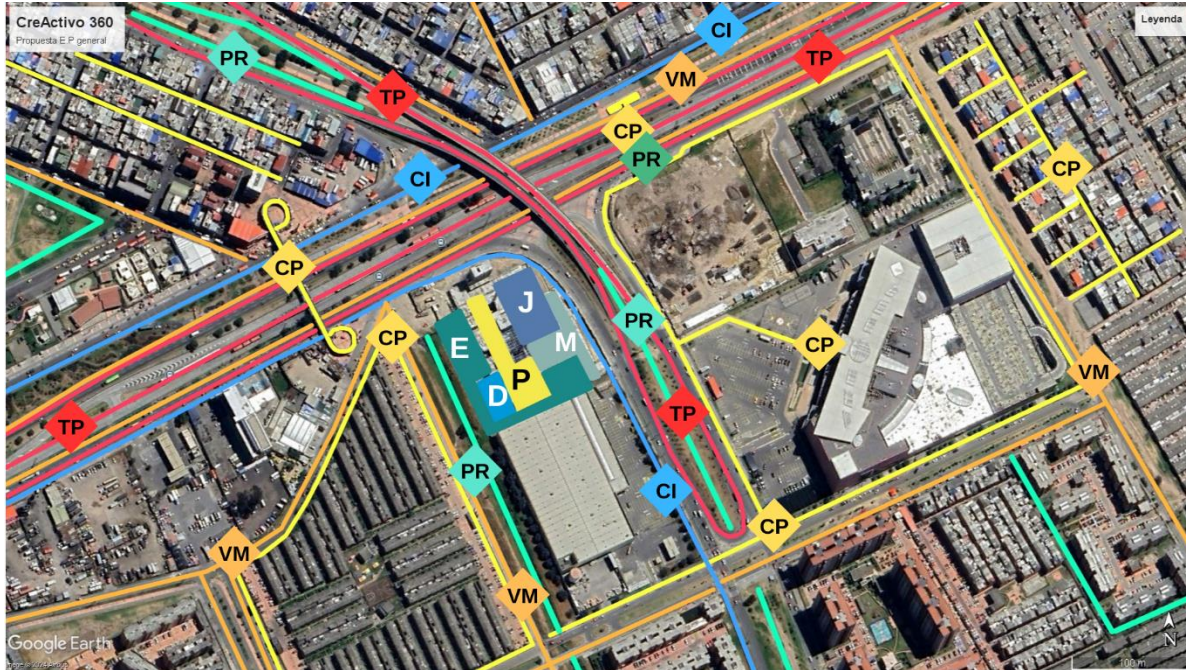 CreActivo 360
Propuesta E.P general
Leyenda
CI
PR
VM
TP
TP
CP
PR
CI
CP
CP
J
PR
E
M
CP
CP
P
D
VM
TP
TP
PR
CI
CP
VM
VM
Google Earth
100 m
N